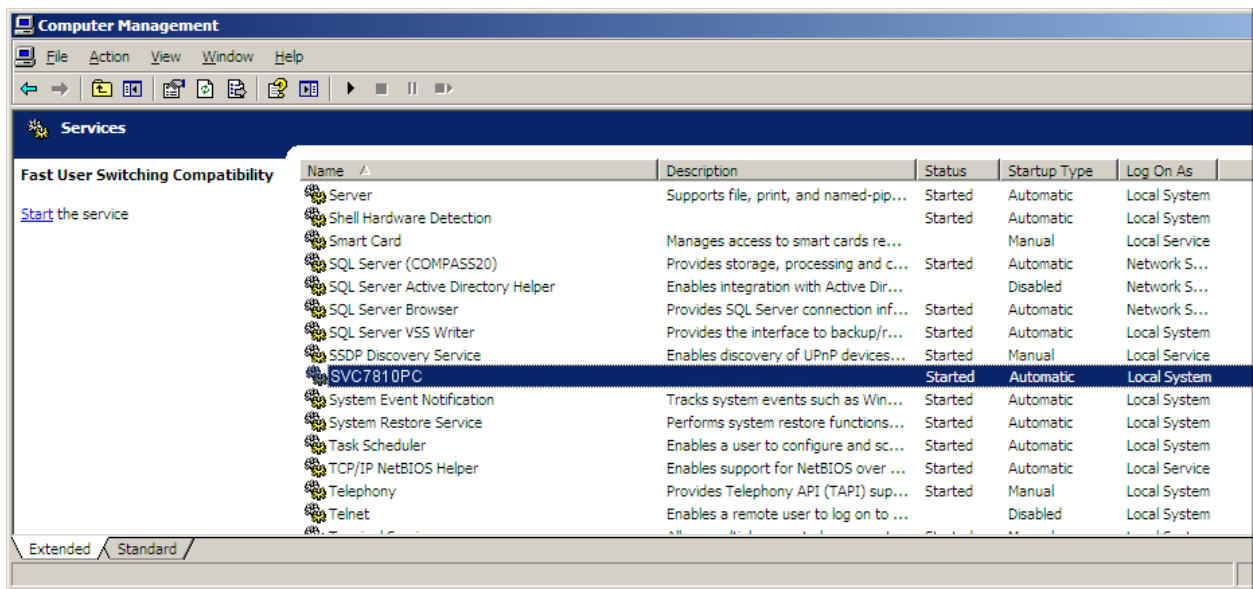 Computer Management
File Action View Window Help
Services
Fast User Switching Compatibility
Start the service
Name Description Status Startup Type Log On As
Server Supports file, print, and named-pip... Started Automatic Local System
Shell Hardware Detection Started Automatic Local System
Smart Card Manages access to smart cards re... Manual Local Service
SQL Server (COMPASS20) Provides storage, processing and c... Started Automatic Network S...
SQL Server Active Directory Helper Enables integration with Active Dir... Disabled Network S...
SQL Server Browser Provides SQL Server connection inf... Started Automatic Network S...
SQL Server VSS Writer Provides the interface to backup/r... Started Automatic Local System
SSDP Discovery Service Enables discovery of UPnP devices... Started Manual Local Service
SVC7810PC Started Automatic Local System
System Event Notification Tracks system events such as Win... Started Automatic Local System
System Restore Service Performs system restore functions... Started Automatic Local System
Task Scheduler Enables a user to configure and sc... Started Automatic Local System
TCP/IP NetBIOS Helper Enables support for NetBIOS over ... Started Automatic Local Service
Telephony Provides Telephony API (TAPI) sup... Started Manual Local System
Telnet Enables a remote user to log on to ... Disabled Local System
Extended Standard